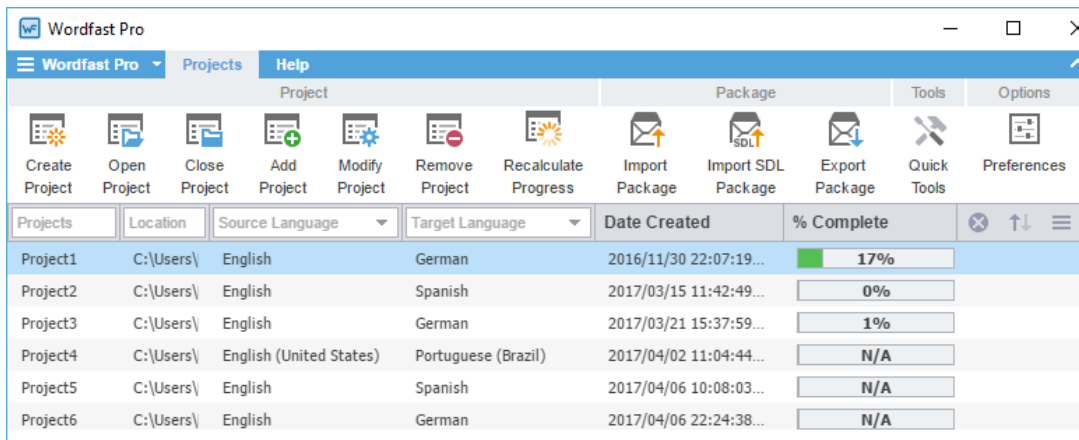 WF Wordfast Pro
Wordfast Pro Projects Help
Project Package Tools Options
Create Project
Open Project
Close Project
Add Project
Modify Project
Remove Project
Recalculate Progress
Import Package
SDL
Import SDL Package
Export Package
Quick Tools
Preferences
Projects Location Source Language Target Language Date Created % Complete
Project1 C:\Users\ English German 2016/11/30 22:07:19... 17%
Project2 C:\Users\ English Spanish 2017/03/15 11:42:49... 0%
Project3 C:\Users\ English German 2017/03/21 15:37:59... 1%
Project4 C:\Users\ English (United States) Portuguese (Brazil) 2017/04/02 11:04:44... N/A
Project5 C:\Users\ English Spanish 2017/04/06 10:08:03... N/A
Project6 C:\Users\ English German 2017/04/06 22:24:38... N/A